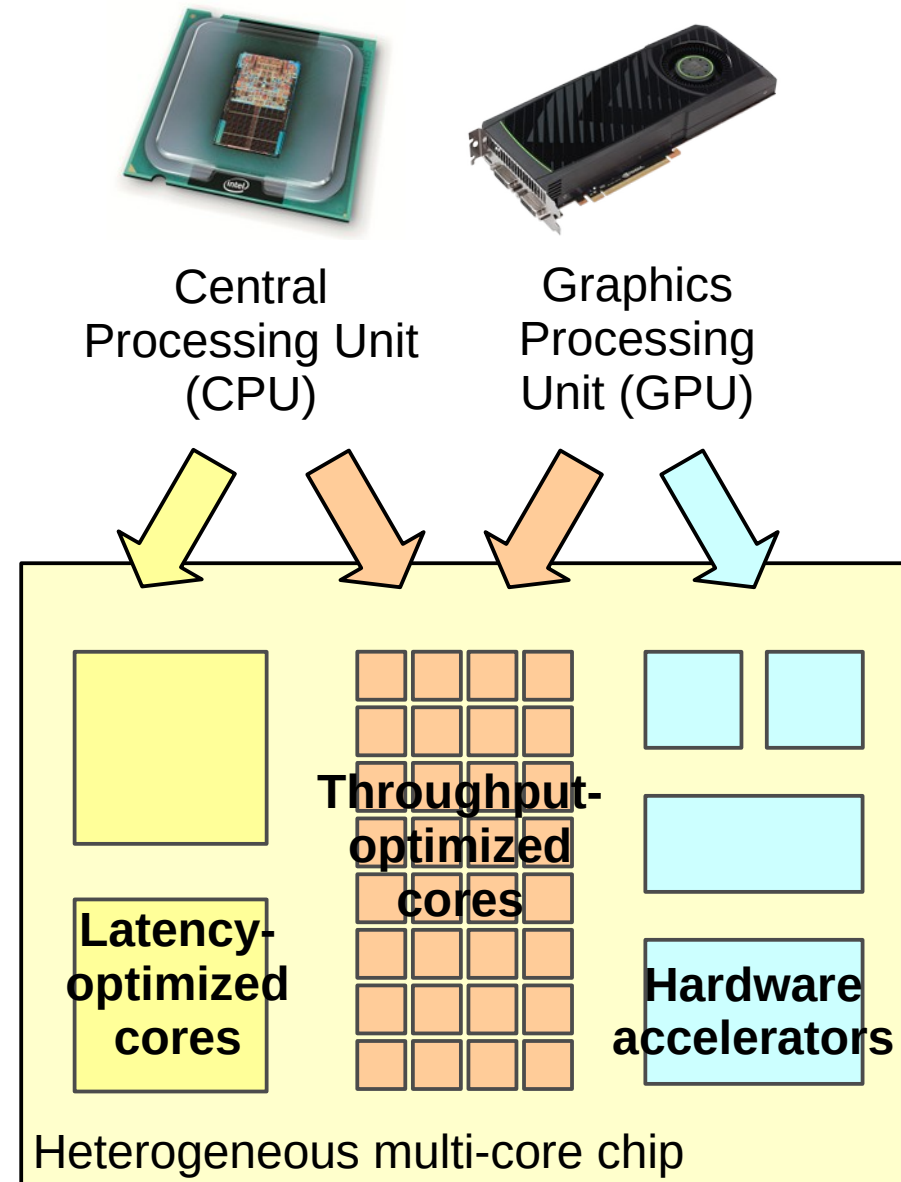 intel
Central
Processing Unit
(CPU)
Graphics
Processing
Unit (GPU)
Throughput-
optimized
cores
Latency-
optimized
cores
Hardware
accelerators
Heterogeneous multi-core chip